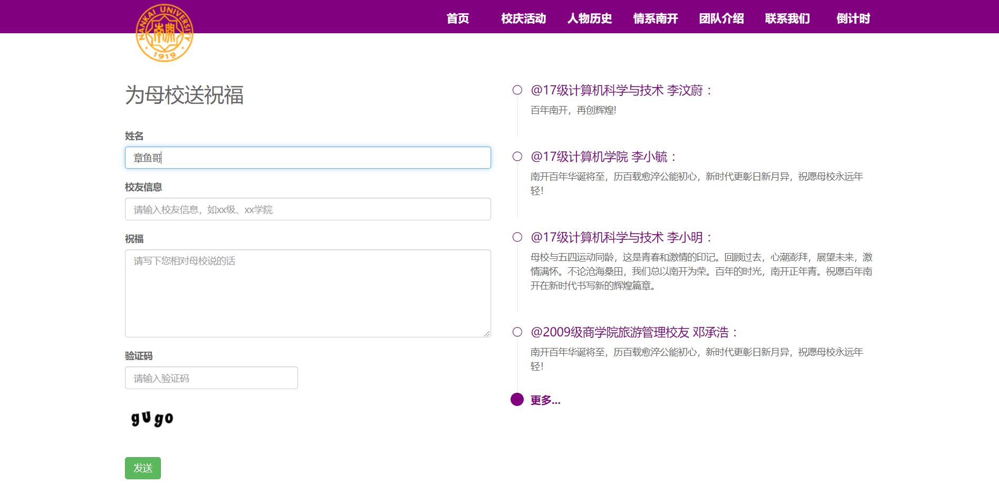 NANKAI UNIVERSITY
南開
· 1919 ·
首页 校庆活动 人物历史 情系南开 团队介绍 联系我们 倒计时
为母校送祝福
姓名
章鱼哥
校友信息
请输入校友信息，如xx级、xx学院
祝福
请写下您相对母校说的话
验证码
请输入验证码
gugo
发送
@17级计算机科学与技术 李汶蔚：
百年南开，再创辉煌!
@17级计算机学院 李小毓：
南开百年华诞将至，历百载愈淬公能初心，新时代更彰日新月异，祝愿母校永远年
轻！
@17级计算机科学与技术 李小明：
母校与五四运动同龄，这是青春和激情的印记。回顾过去，心潮澎拜，展望未来，激
情满怀。不论沧海桑田，我们总以南开为荣。百年的时光，南开正年青。祝愿百年南
开在新时代书写新的辉煌篇章。
@2009级商学院旅游管理校友 邓承浩：
南开百年华诞将至，历百载愈淬公能初心，新时代更彰日新月异，祝愿母校永远年
轻！
更多...